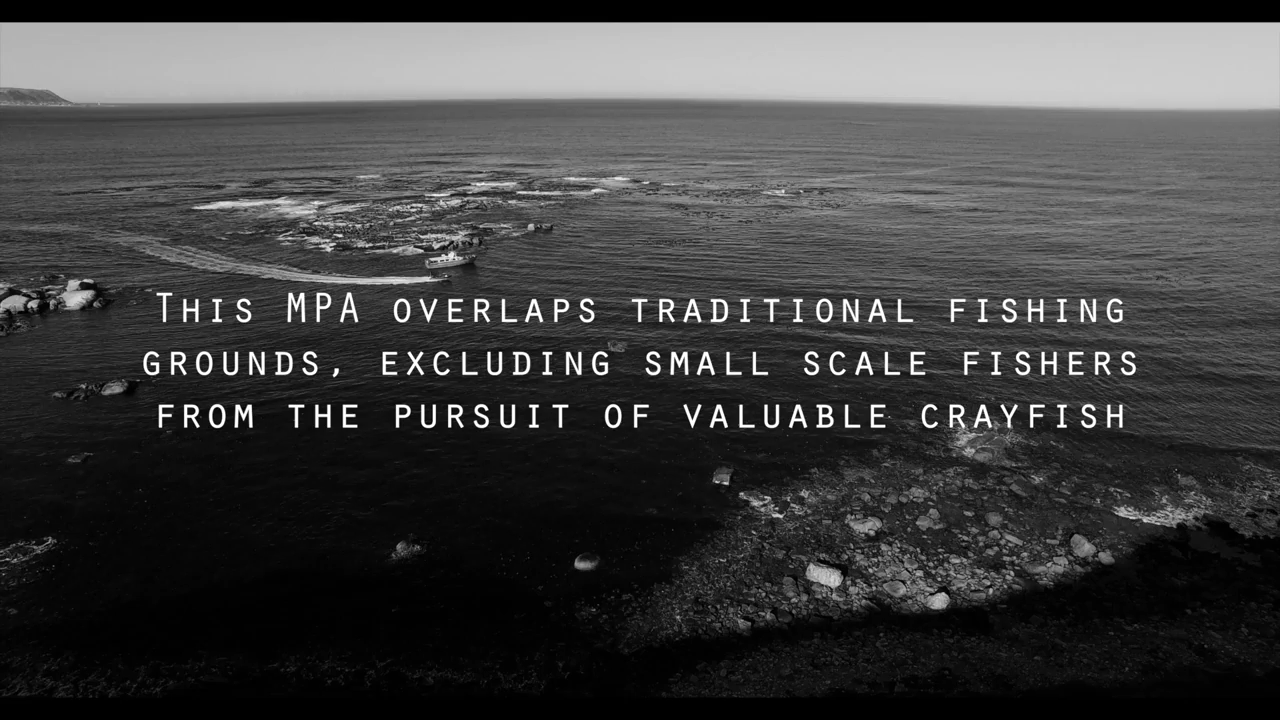 This MPA overlaps traditional fishing
grounds, excluding small scale fishers
from the pursuit of valuable crayfish